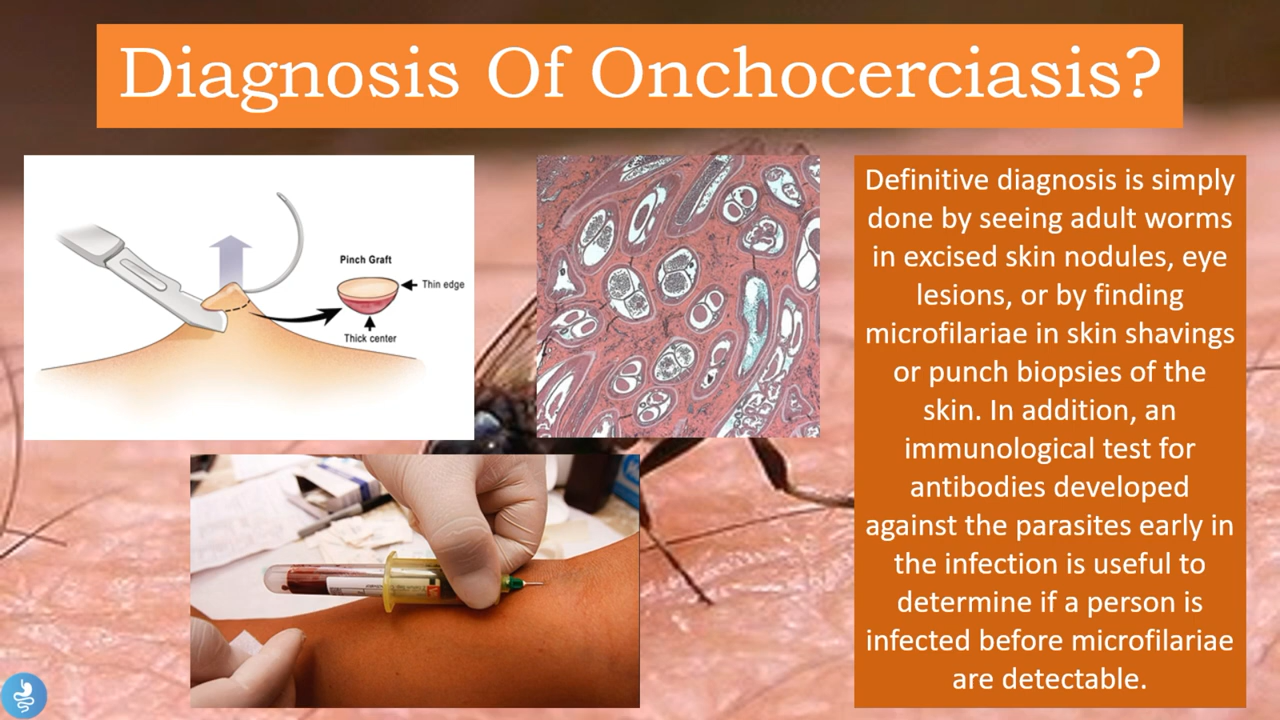 Diagnosis Of Onchocerciasis?
Pinch Graft
Thin edge
Thick center
Definitive diagnosis is simply
done by seeing adult worms
in excised skin nodules, eye
lesions, or by finding
microfilariae in skin shavings
or punch biopsies of the
skin. In addition, an
immunological test for
antibodies developed
against the parasites early in
the infection is useful to
determine if a person is
infected before microfilariae
are detectable.